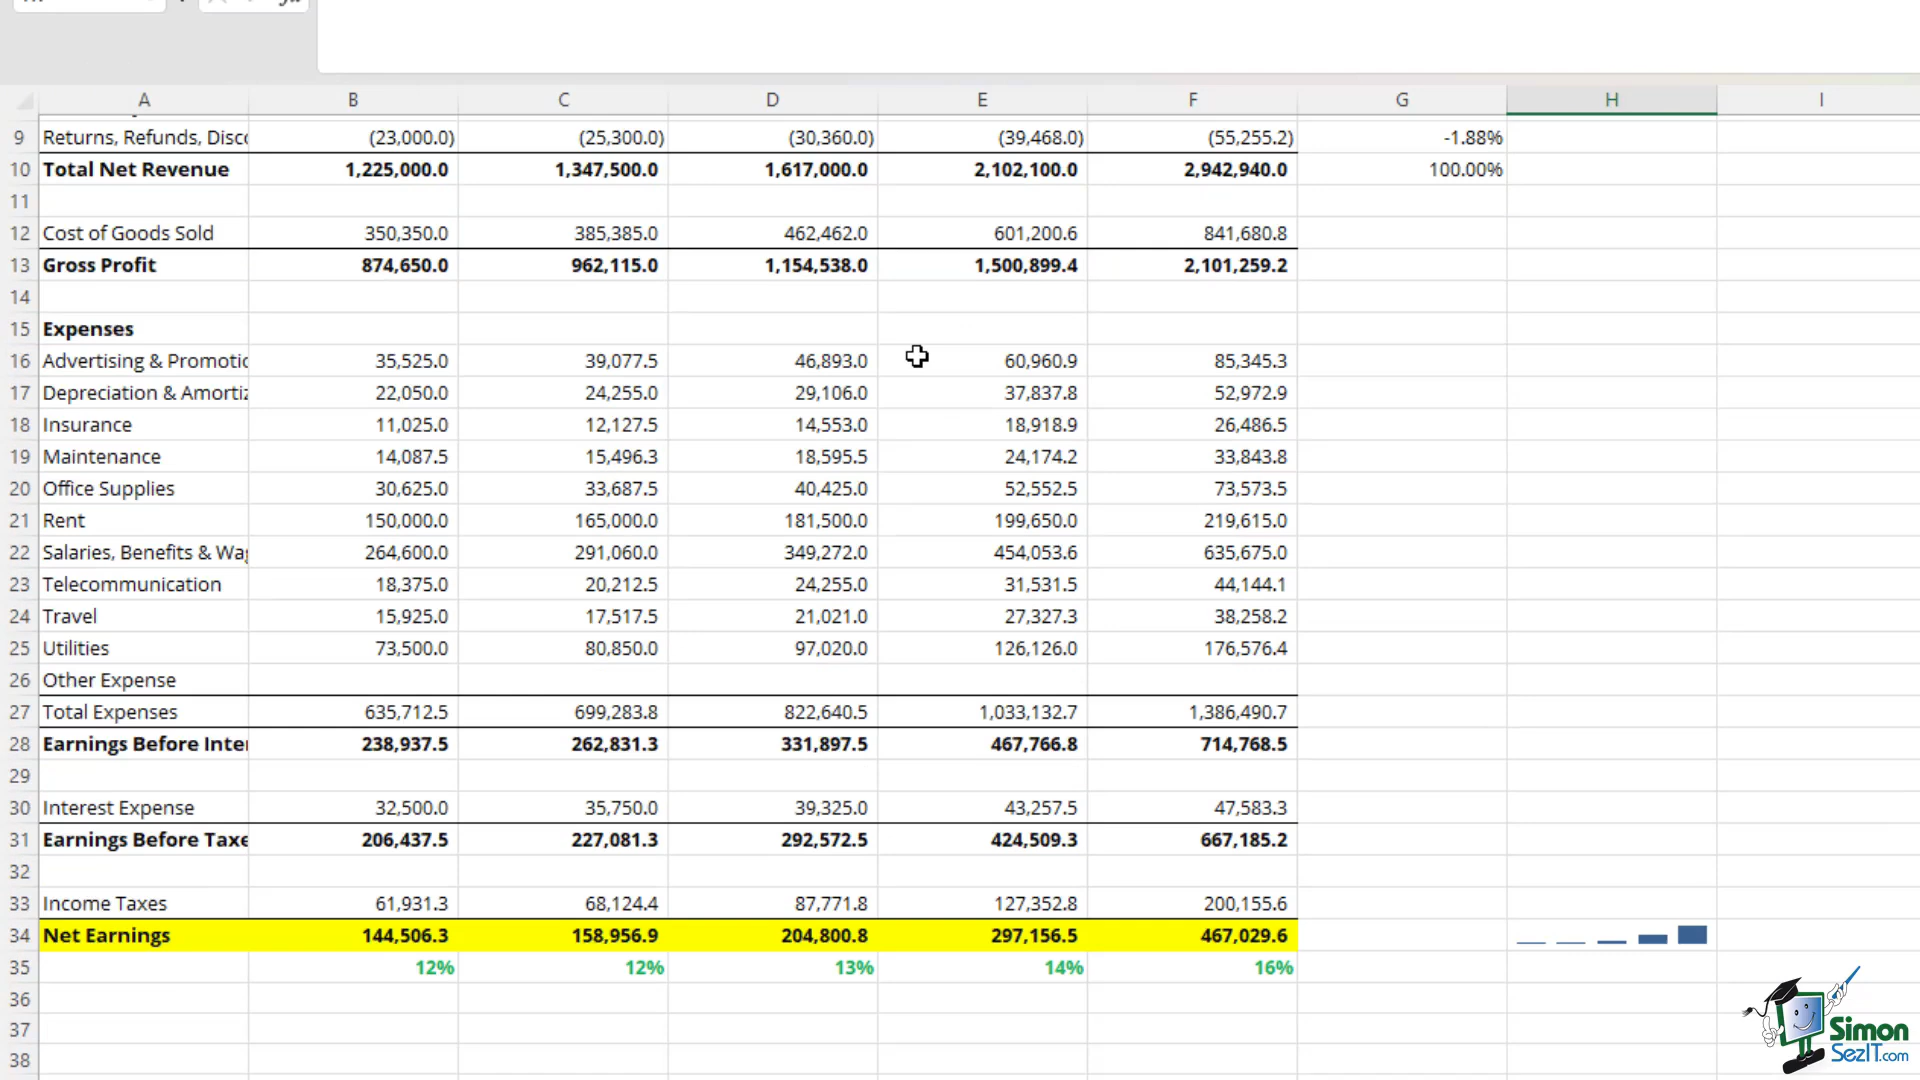 A B C D E F G H I
9 Returns, Refunds, Disc (23,000.0) (25,300.0) (30,360.0) (39,468.0) (55,255.2) -1.88%
10 Total Net Revenue 1,225,000.0 1,347,500.0 1,617,000.0 2,102,100.0 2,942,940.0 100.00%
11
12 Cost of Goods Sold 350,350.0 385,385.0 462,462.0 601,200.6 841,680.8
13 Gross Profit 874,650.0 962,115.0 1,154,538.0 1,500,899.4 2,101,259.2
14
15 Expenses
16 Advertising & Promotic 35,525.0 39,077.5 46,893.0 60,960.9 85,345.3
17 Depreciation & Amortiz 22,050.0 24,255.0 29,106.0 37,837.8 52,972.9
18 Insurance 11,025.0 12,127.5 14,553.0 18,918.9 26,486.5
19 Maintenance 14,087.5 15,496.3 18,595.5 24,174.2 33,843.8
20 Office Supplies 30,625.0 33,687.5 40,425.0 52,552.5 73,573.5
21 Rent 150,000.0 165,000.0 181,500.0 199,650.0 219,615.0
22 Salaries, Benefits & Wag 264,600.0 291,060.0 349,272.0 454,053.6 635,675.0
23 Telecommunication 18,375.0 20,212.5 24,255.0 31,531.5 44,144.1
24 Travel 15,925.0 17,517.5 21,021.0 27,327.3 38,258.2
25 Utilities 73,500.0 80,850.0 97,020.0 126,126.0 176,576.4
26 Other Expense
27 Total Expenses 635,712.5 699,283.8 822,640.5 1,033,132.7 1,386,490.7
28 Earnings Before Inter 238,937.5 262,831.3 331,897.5 467,766.8 714,768.5
29
30 Interest Expense 32,500.0 35,750.0 39,325.0 43,257.5 47,583.3
31 Earnings Before Taxe 206,437.5 227,081.3 292,572.5 424,509.3 667,185.2
32
33 Income Taxes 61,931.3 68,124.4 87,771.8 127,352.8 200,155.6
34 Net Earnings 144,506.3 158,956.9 204,800.8 297,156.5 467,029.6
35 12% 12% 13% 14% 16%
36
37
38
Simon
SezIT.com